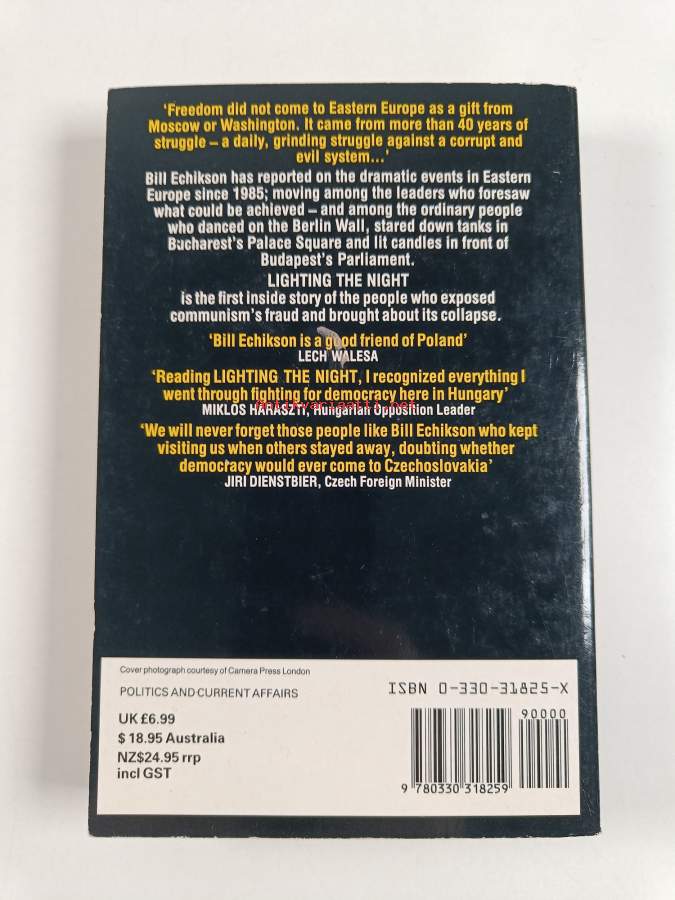 ‘Freedom did not come to Eastern Europe as a gift from
Moscow or Washington. It came from more than 40 years of
struggle – a daily, grinding struggle against a corrupt and
evil system...’
Bill Echikson has reported on the dramatic events in Eastern
Europe since 1985; moving among the leaders who foresaw
what could be achieved – and among the ordinary people
who danced on the Berlin Wall, stared down tanks in
Bucharest’s Palace Square and lit candles in front of
Budapest’s Parliament.
LIGHTING THE NIGHT
is the first inside story of the people who exposed
communism’s fraud and brought about its collapse.
‘Bill Echikson is a good friend of Poland’
LECH WALESA
‘Reading LIGHTING THE NIGHT, I recognized everything I
went through fighting for democracy here in Hungary’
MIKLOS HARASZTI, Hungarian Opposition Leader
Antikvariaatti.net
‘We will never forget those people like Bill Echikson who kept
visiting us when others stayed away, doubting whether
democracy would ever come to Czechoslovakia’
JIRI DIENSTBIER, Czech Foreign Minister
Cover photograph courtesy of Camera Press London
POLITICS AND CURRENT AFFAIRS
UK £6.99
$ 18.95 Australia
NZ$24.95 rrp
incl GST
ISBN 0-330-31825-X
90000
9 780330 318259